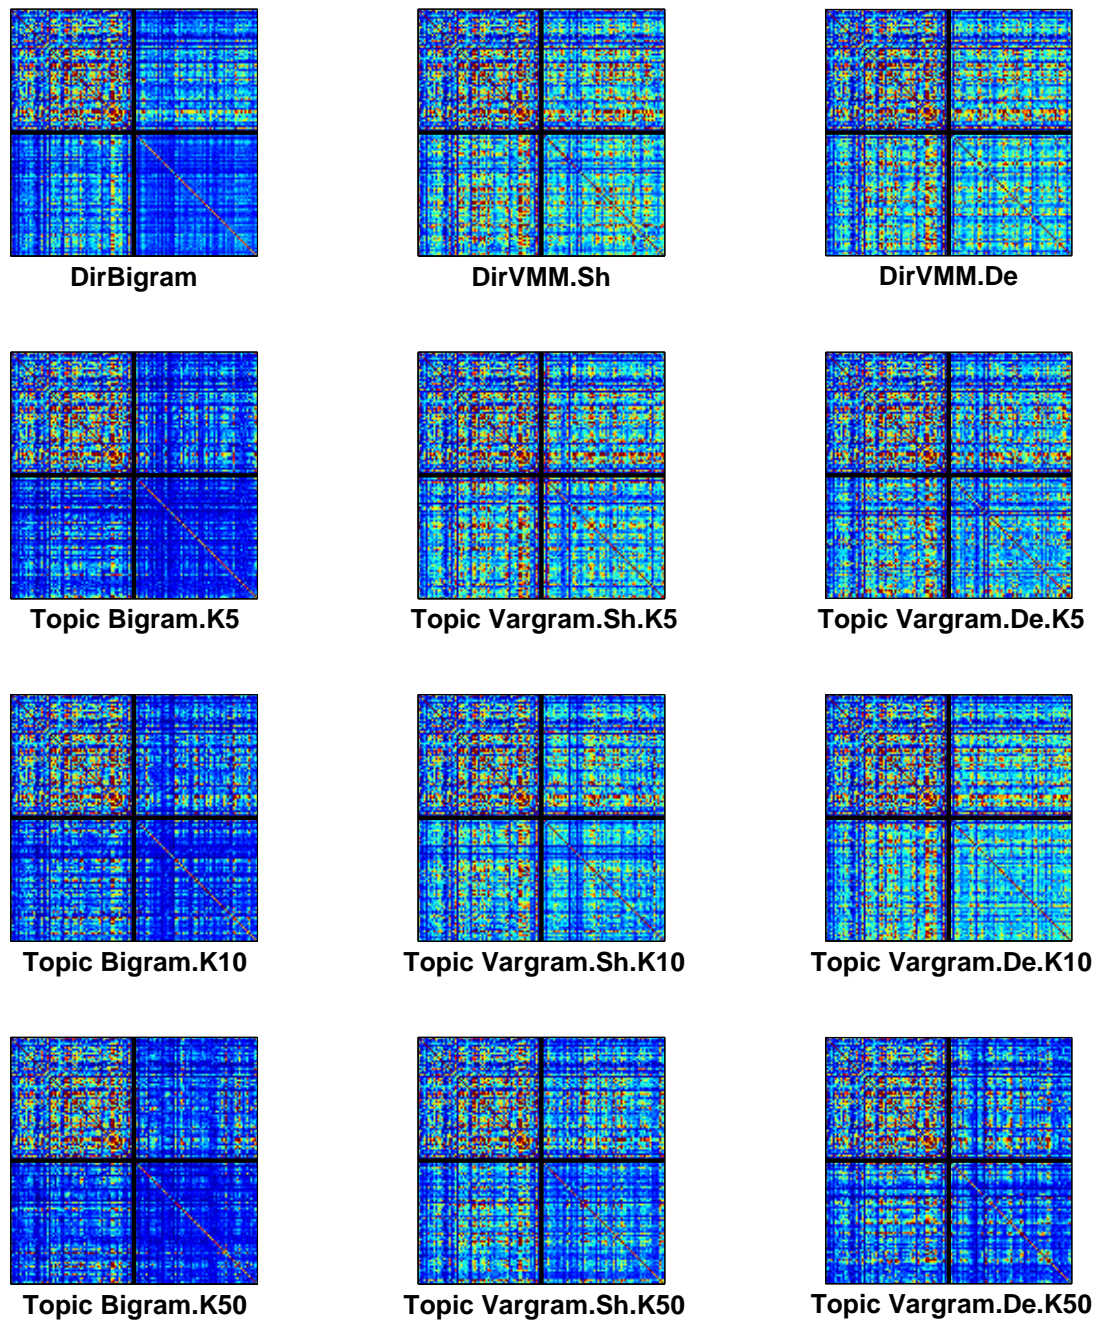 DirBigram
DirVMM.Sh
DirVMM.De
Topic Bigram.K5
Topic Vargram.Sh.K5
Topic Vargram.De.K5
Topic Bigram.K10
Topic Vargram.Sh.K10
Topic Vargram.De.K10
Topic Bigram.K50
Topic Vargram.Sh.K50
Topic Vargram.De.K50